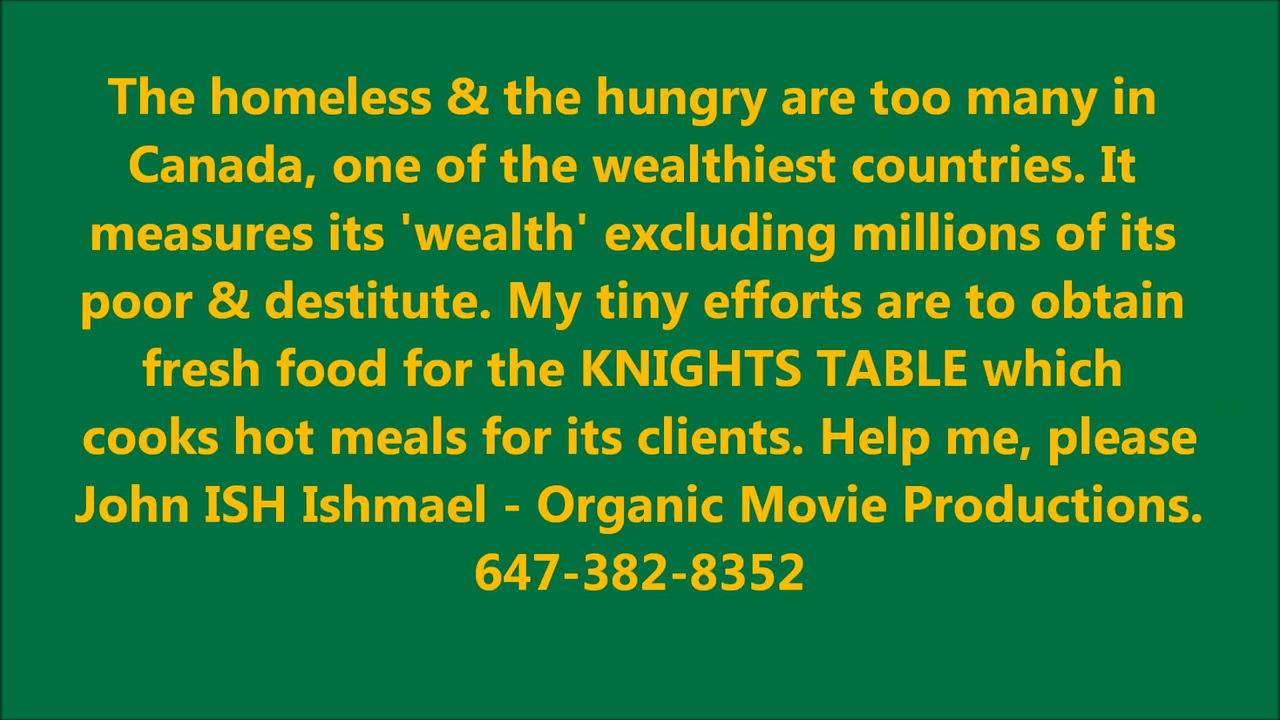 The homeless & the hungry are too many in
Canada, one of the wealthiest countries. It
measures its 'wealth' excluding millions of its
poor & destitute. My tiny efforts are to obtain
fresh food for the KNIGHTS TABLE which
cooks hot meals for its clients. Help me, please
John ISH Ishmael - Organic Movie Productions.
647-382-8352